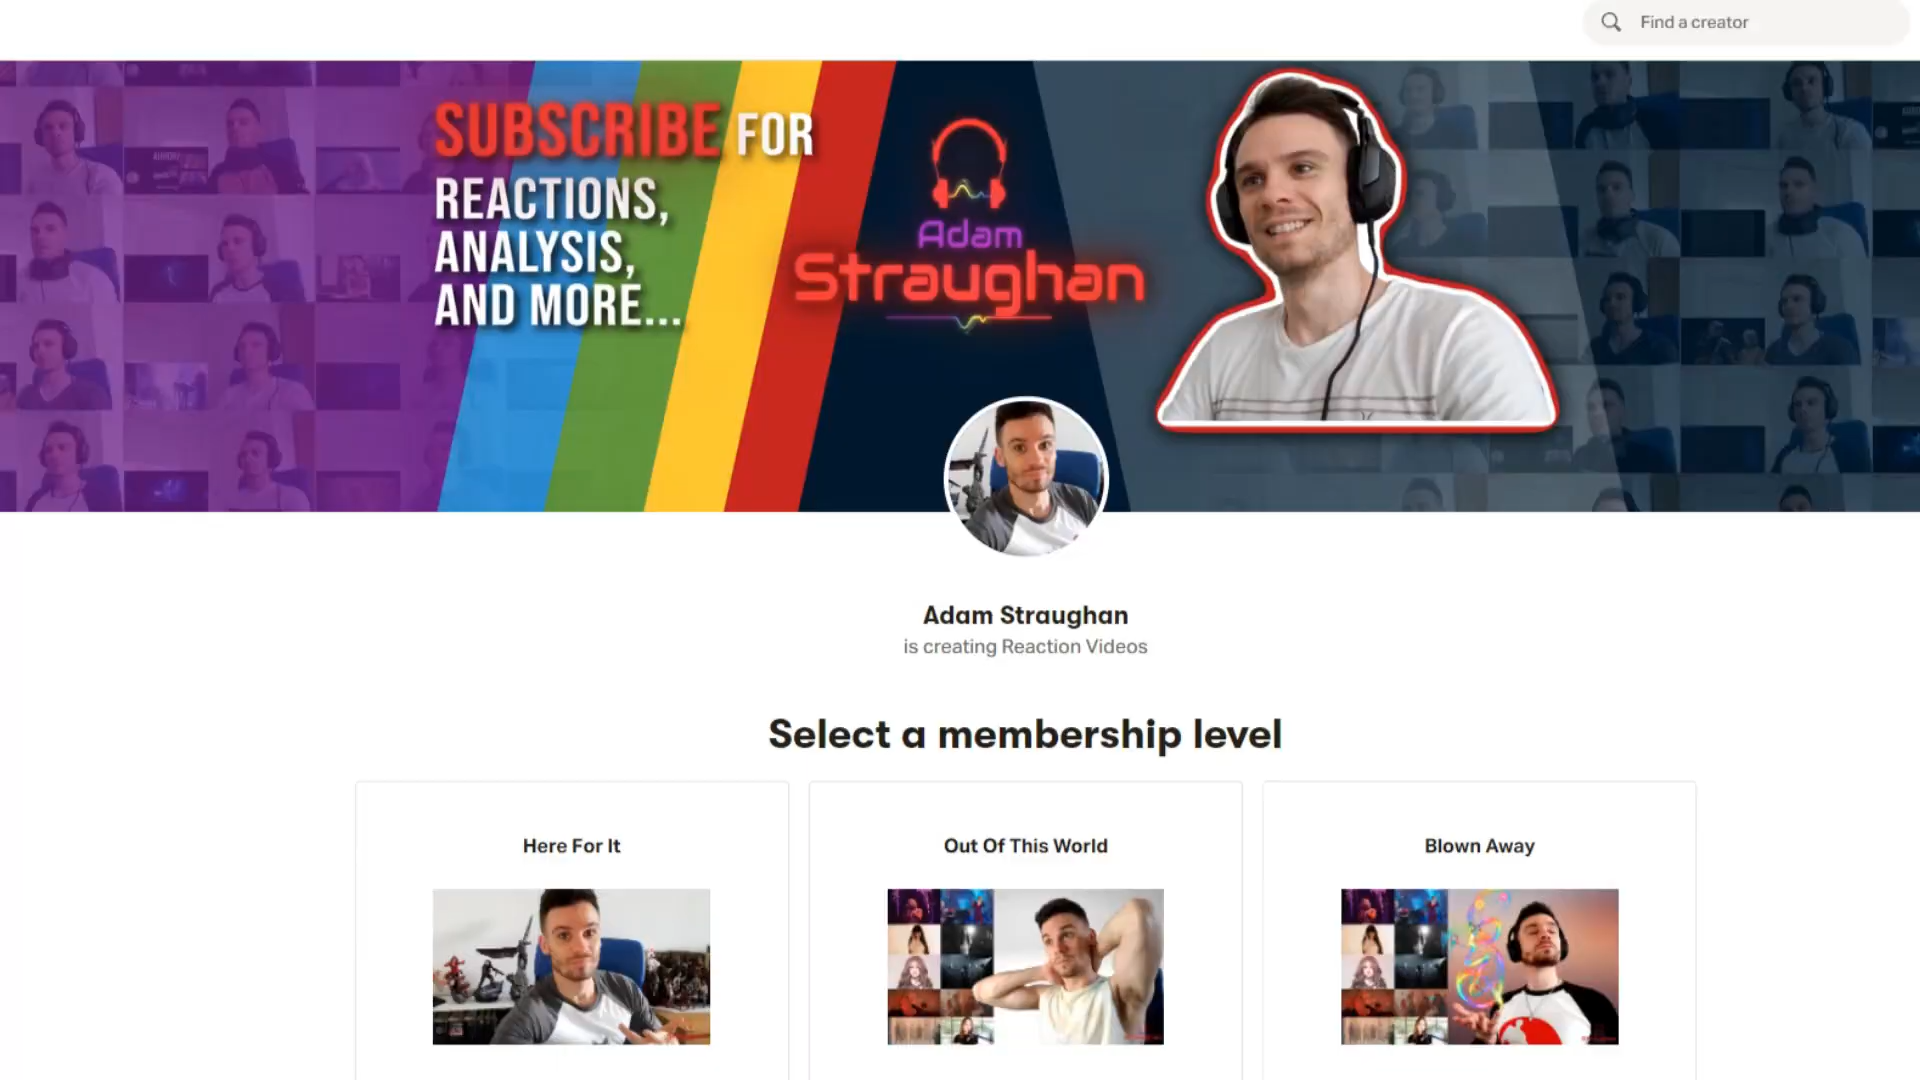 Find a creator
SUBSCRIBE FOR
REACTIONS,
ANALYSIS,
AND MORE...
Adam
Straughan
Adam Straughan
is creating Reaction Videos
Select a membership level
Here For It
Out Of This World
Blown Away